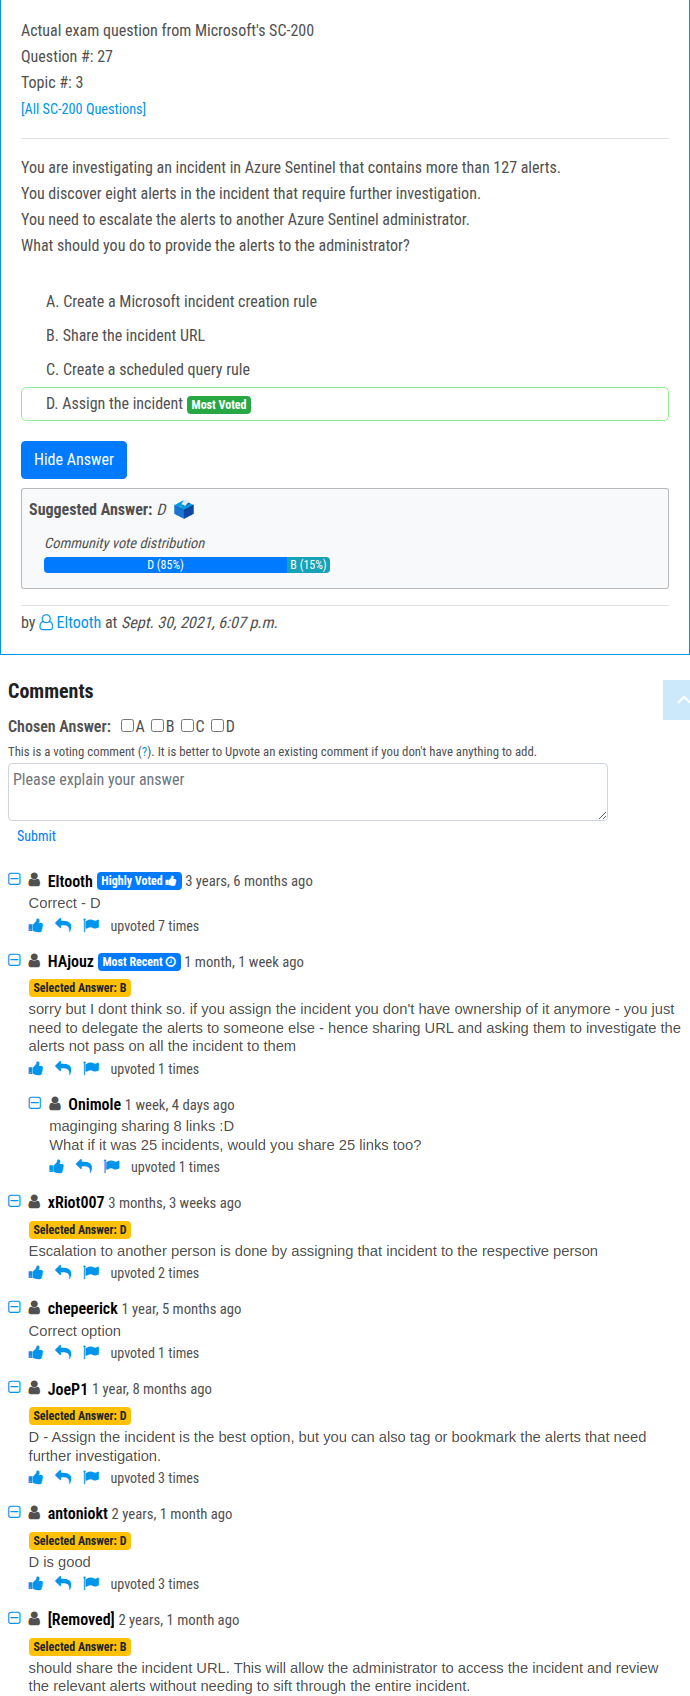 Actual exam question from Microsoft's SC-200
Question #: 27
Topic #: 3
[All SC-200 Questions]
You are investigating an incident in Azure Sentinel that contains more than 127 alerts.
You discover eight alerts in the incident that require further investigation.
You need to escalate the alerts to another Azure Sentinel administrator.
What should you do to provide the alerts to the administrator?
A. Create a Microsoft incident creation rule
B. Share the incident URL
C. Create a scheduled query rule
D. Assign the incident Most Voted
Hide Answer
Suggested Answer: D
Community vote distribution
D (85%) B (15%)
by Eltooth at Sept. 30, 2021, 6:07 p.m.
Comments
Chosen Answer: A B C D
This is a voting comment (?). It is better to Upvote an existing comment if you don't have anything to add.
Please explain your answer
Submit
Eltooth Highly Voted 3 years, 6 months ago
Correct - D
upvoted 7 times
HAjouz Most Recent 1 month, 1 week ago
Selected Answer: B
sorry but I dont think so. if you assign the incident you don't have ownership of it anymore - you just
need to delegate the alerts to someone else - hence sharing URL and asking them to investigate the
alerts not pass on all the incident to them
upvoted 1 times
Onimole 1 week, 4 days ago
maginging sharing 8 links :D
What if it was 25 incidents, would you share 25 links too?
upvoted 1 times
xRiot007 3 months, 3 weeks ago
Selected Answer: D
Escalation to another person is done by assigning that incident to the respective person
upvoted 2 times
chepeerick 1 year, 5 months ago
Correct option
upvoted 1 times
JoeP1 1 year, 8 months ago
Selected Answer: D
D - Assign the incident is the best option, but you can also tag or bookmark the alerts that need
further investigation.
upvoted 3 times
antoniokt 2 years, 1 month ago
Selected Answer: D
D is good
upvoted 3 times
[Removed] 2 years, 1 month ago
Selected Answer: B
should share the incident URL. This will allow the administrator to access the incident and review
the relevant alerts without needing to sift through the entire incident.